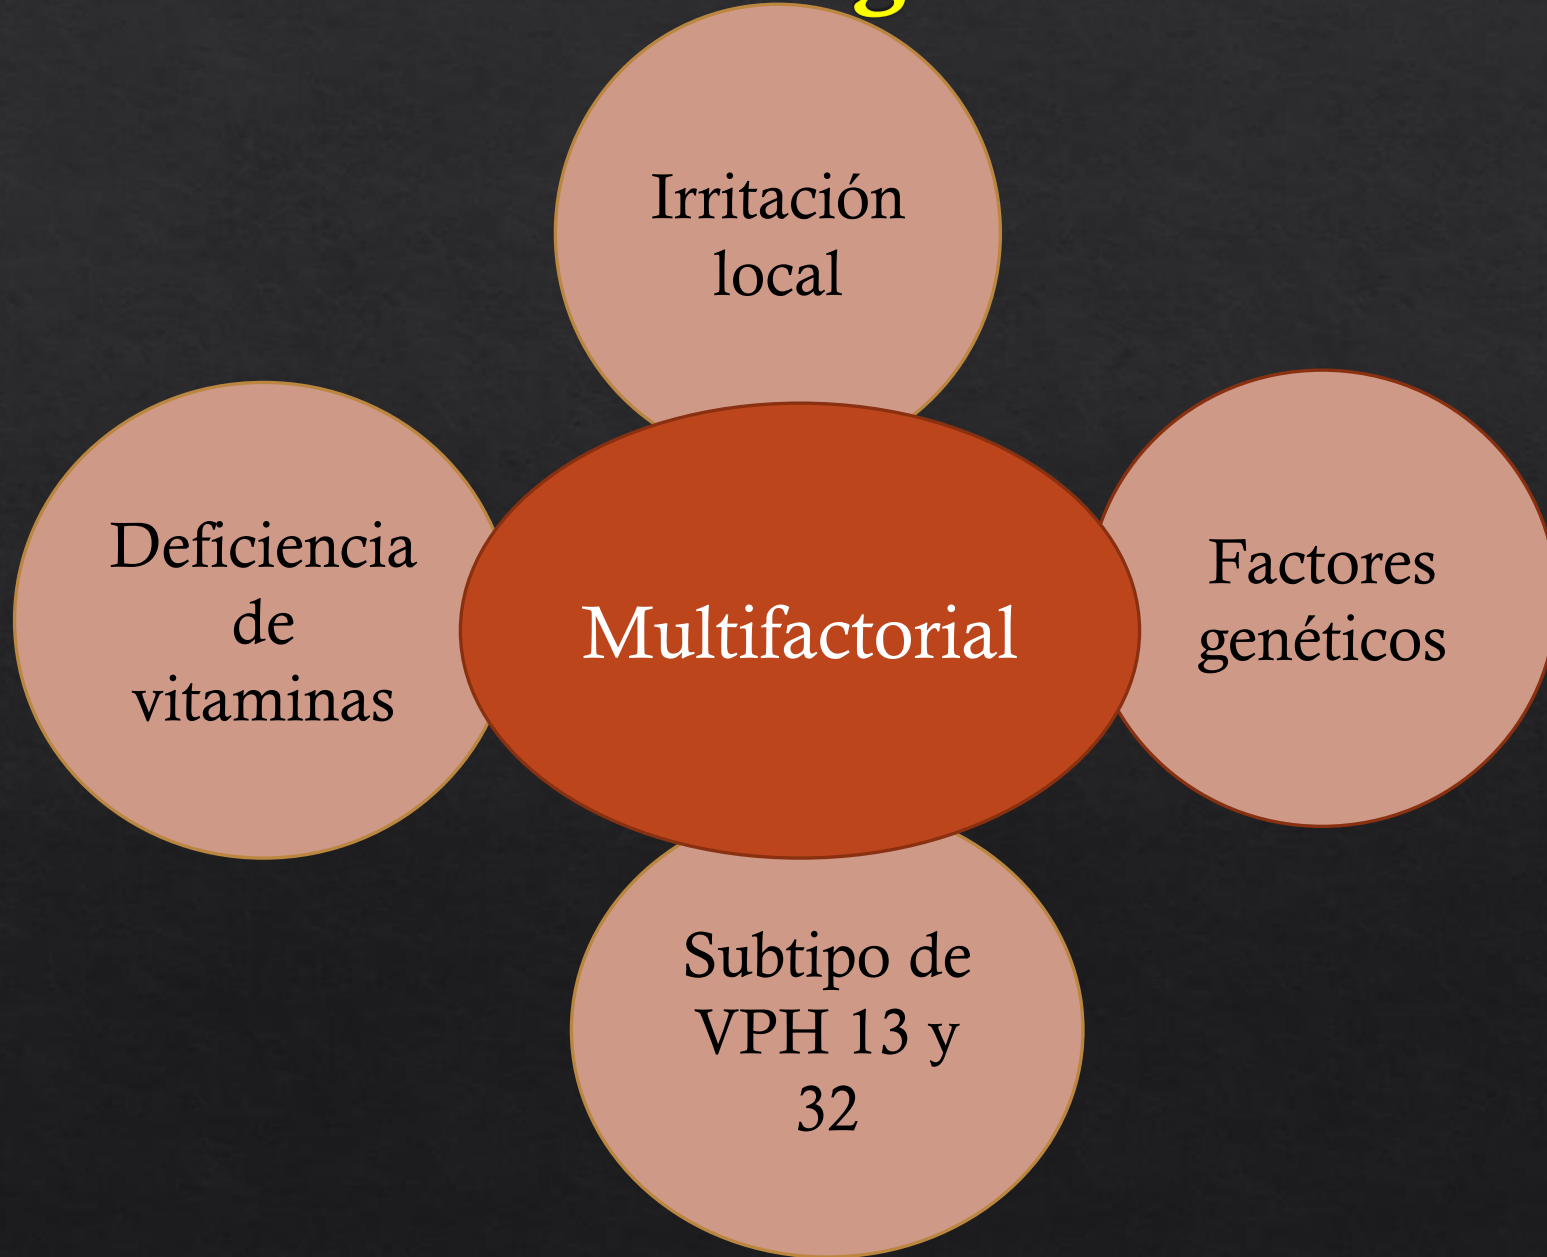 Irritación
local
Deficiencia
de
vitaminas
Multifactorial
Factores
genéticos
Subtipo de
VPH 13 y
32